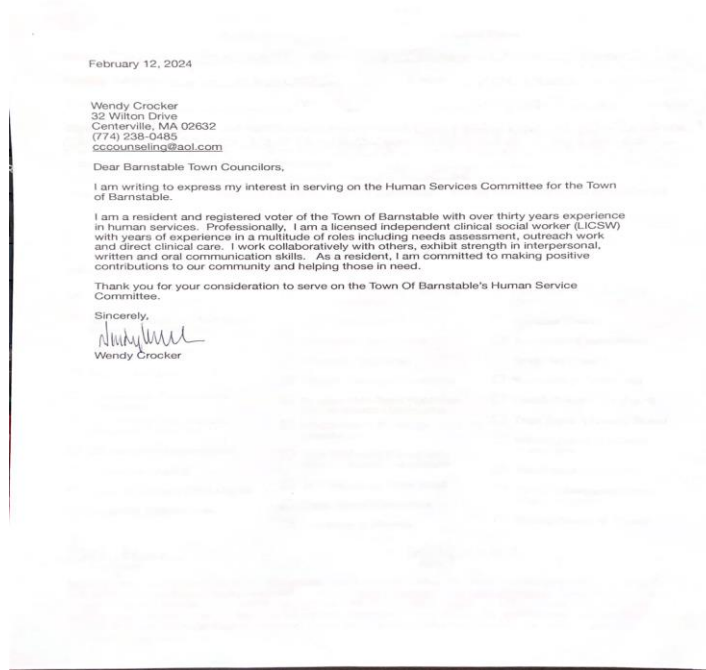 February 12, 2024
Wendy Crocker
32 Wilton Drive
Centerville, MA 02632
(774) 238-0485
cccounseling@aol.com
Dear Barnstable Town Councilors,
I am writing to express my interest in serving on the Human Services Committee for the Town
of Barnstable.
I am a resident and registered voter of the Town of Barnstable with over thirty years experience
in human services. Professionally, I am a licensed independent clinical social worker (LICSW)
with years of experience in a multitude of roles including needs assessment, outreach work
and direct clinical care. I work collaboratively with others, exhibit strength in interpersonal,
written and oral communication skills. As a resident, I am committed to making positive
contributions to our community and helping those in need.
Thank you for your consideration to serve on the Town Of Barnstable's Human Service
Committee.
Sincerely,
Wendy Crocker